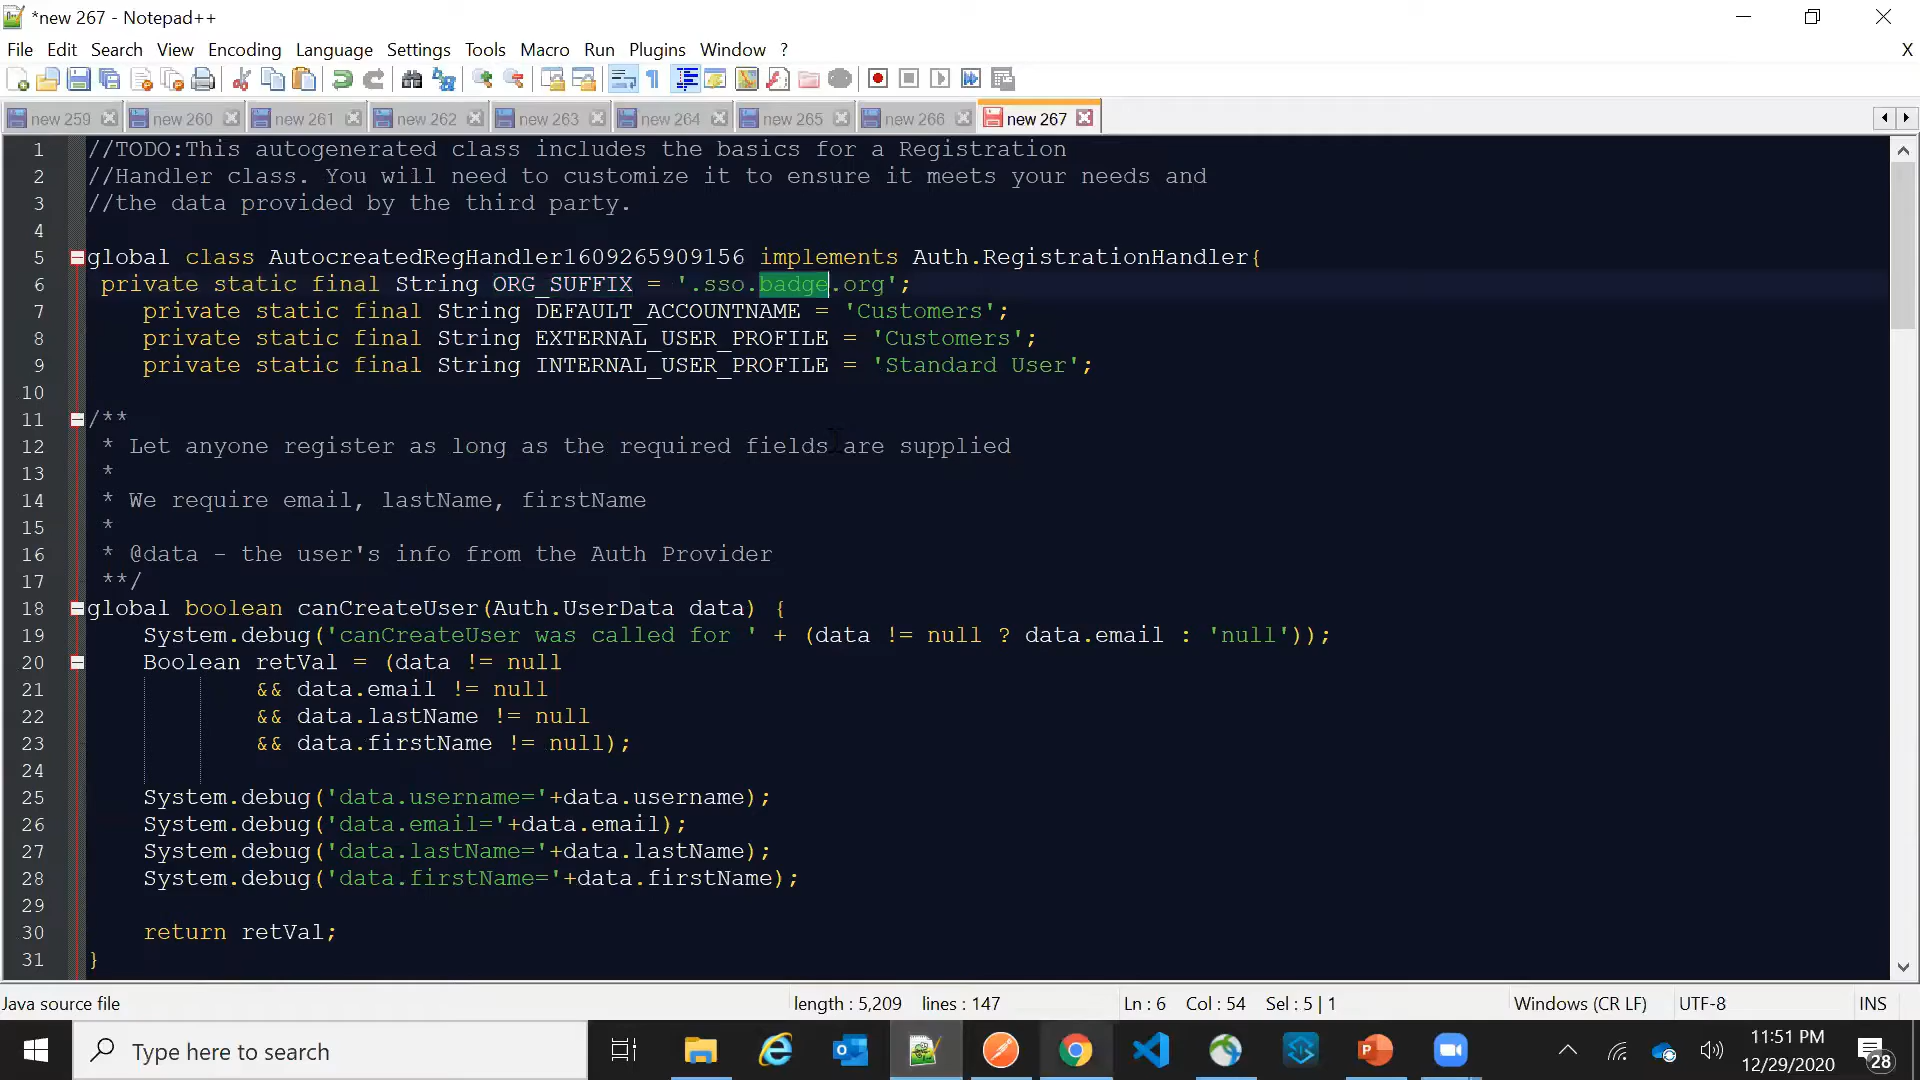 *new 267 - Notepad++
File Edit Search View Encoding Language Settings Tools Macro Run Plugins Window ? X
new 259 new 260 new 261 new 262 new 263 new 264 new 265 new 266 new 267
1 //TODO:This autogenerated class includes the basics for a Registration
2 //Handler class. You will need to customize it to ensure it meets your needs and
3 //the data provided by the third party.
4
5 global class AutocreatedRegHandler1609265909156 implements Auth.RegistrationHandler{
6 private static final String ORG_SUFFIX = '.sso.badge.org';
7 private static final String DEFAULT_ACCOUNTNAME = 'Customers';
8 private static final String EXTERNAL_USER_PROFILE = 'Customers';
9 private static final String INTERNAL_USER_PROFILE = 'Standard User';
10
11 /**
12 * Let anyone register as long as the required fields are supplied
13 *
14 * We require email, lastName, firstName
15 *
16 * @data - the user's info from the Auth Provider
17 **/
18 global boolean canCreateUser(Auth.UserData data) {
19 System.debug('canCreateUser was called for ' + (data != null ? data.email : 'null'));
20 Boolean retVal = (data != null
21 && data.email != null
22 && data.lastName != null
23 && data.firstName != null);
24
25 System.debug('data.username='+data.username);
26 System.debug('data.email='+data.email);
27 System.debug('data.lastName='+data.lastName);
28 System.debug('data.firstName='+data.firstName);
29
30 return retVal;
31 }
Java source file length : 5,209 lines : 147 Ln : 6 Col : 54 Sel : 5 | 1 Windows (CR LF) UTF-8 INS
Type here to search
11:51 PM
12/29/2020
28